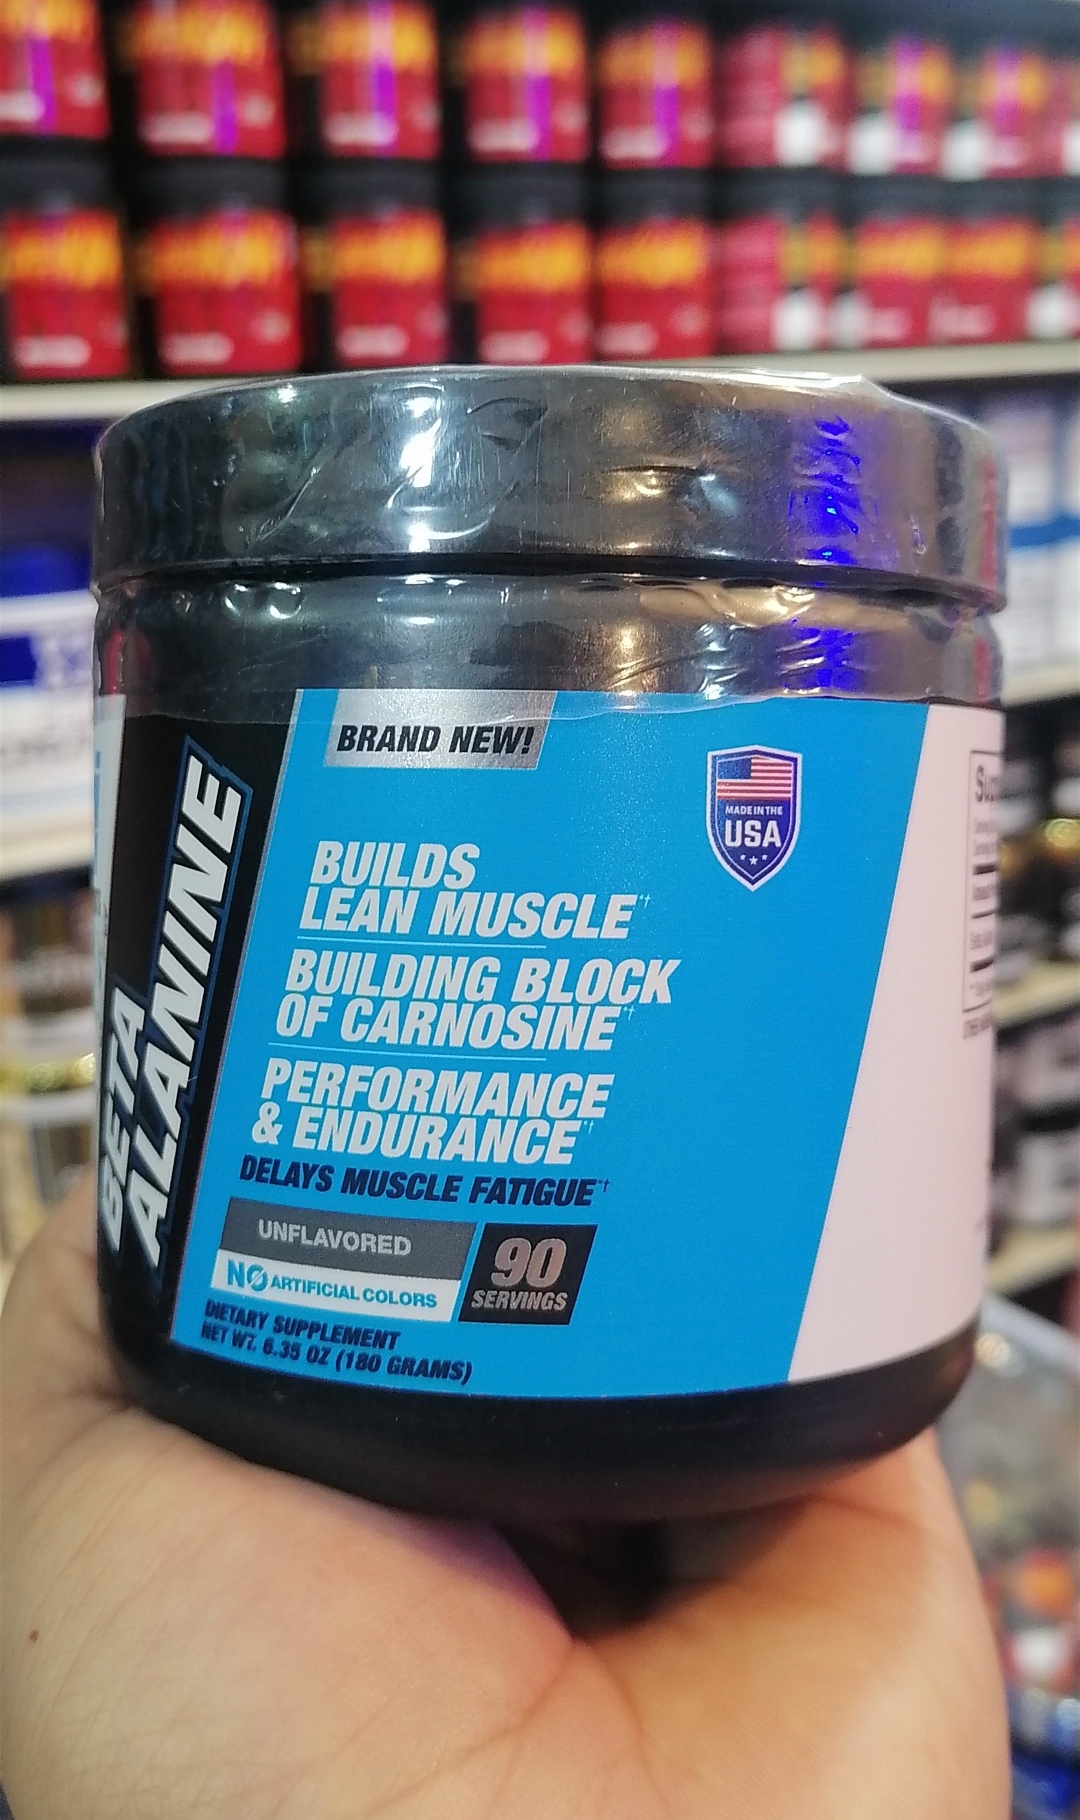 BETA
ALANINE
BRAND NEW!
MADE IN THE
USA
BUILDS
LEAN MUSCLE*†
BUILDING BLOCK
OF CARNOSINE*†
PERFORMANCE
& ENDURANCE*†
DELAYS MUSCLE FATIGUE*†
UNFLAVORED
NO ARTIFICIAL COLORS
90
SERVINGS
DIETARY SUPPLEMENT
NET WT. 6.35 OZ (180 GRAMS)